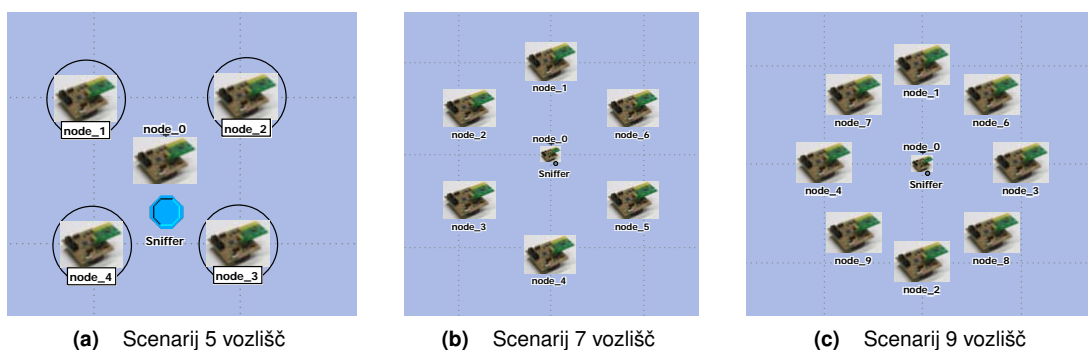 node_1
node_2
node_0
Sniffer
node_4
node_3
(a) Scenarij 5 vozlišč
node_1
node_2
node_6
node_0
Sniffer
node_3
node_5
node_4
(b) Scenarij 7 vozlišč
node_1
node_7
node_6
node_0
Sniffer
node_4
node_3
node_9
node_8
node_2
(c) Scenarij 9 vozlišč